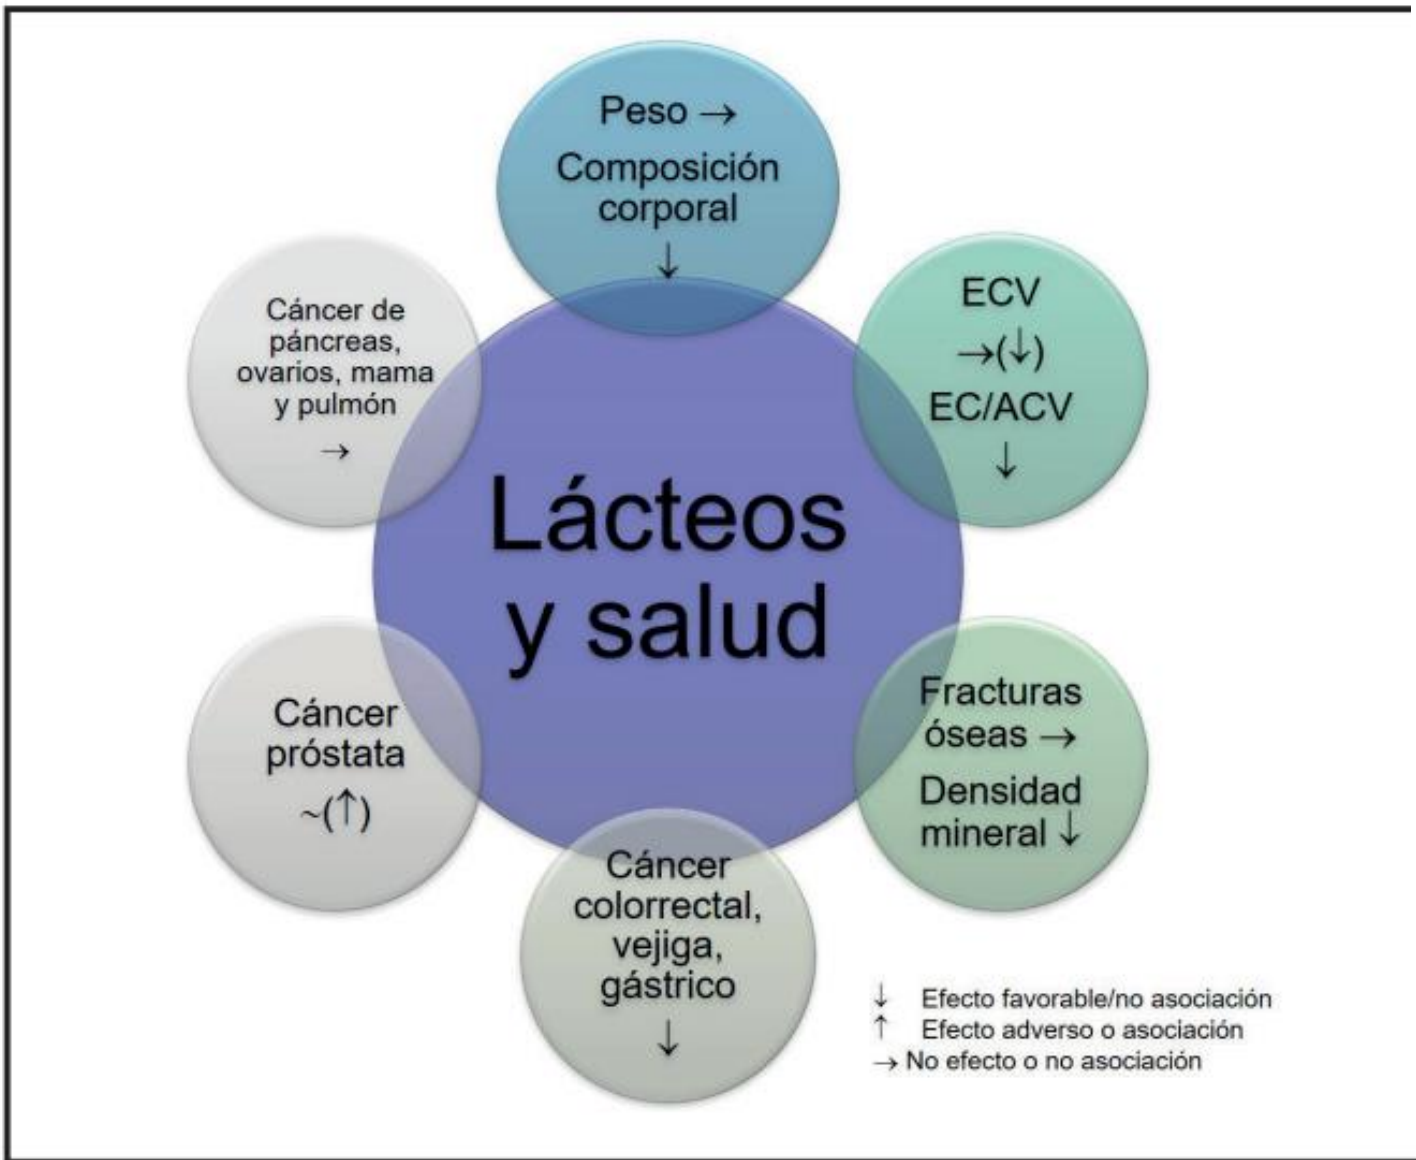 Peso →
Composición
corporal
↓
ECV
→(↓)
EC/ACV
↓
Fracturas
óseas →
Densidad
mineral ↓
Cáncer
colorrectal,
vejiga,
gástrico
↓
Cáncer
próstata
~(↑)
Cáncer de
páncreas,
ovarios, mama
y pulmón
→
Lácteos
y salud
↓ Efecto favorable/no asociación
↑ Efecto adverso o asociación
→ No efecto o no asociación